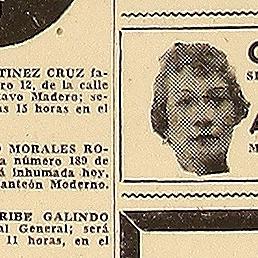 TINEZ CRUZ fa-
ro 12, de la calle
tavo Madero; se-
as 15 horas en el
O MORALES RO-
a número 189 de
á inhumada hoy,
anteón Moderno.
RIBE GALINDO
al General; será
11 horas, en el